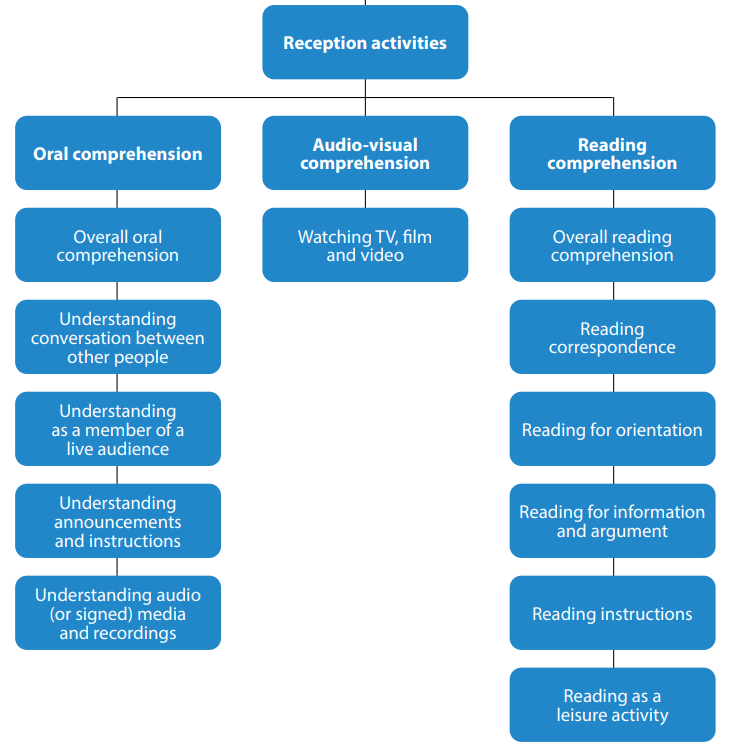 Reception activities
Oral comprehension
Overall oral
comprehension
Understanding
conversation between
other people
Understanding
as a member of a
live audience
Understanding
announcements
and instructions
Understanding audio
(or signed) media
and recordings
Audio-visual
comprehension
Watching TV, film
and video
Reading
comprehension
Overall reading
comprehension
Reading
correspondence
Reading for orientation
Reading for information
and argument
Reading instructions
Reading as a
leisure activity